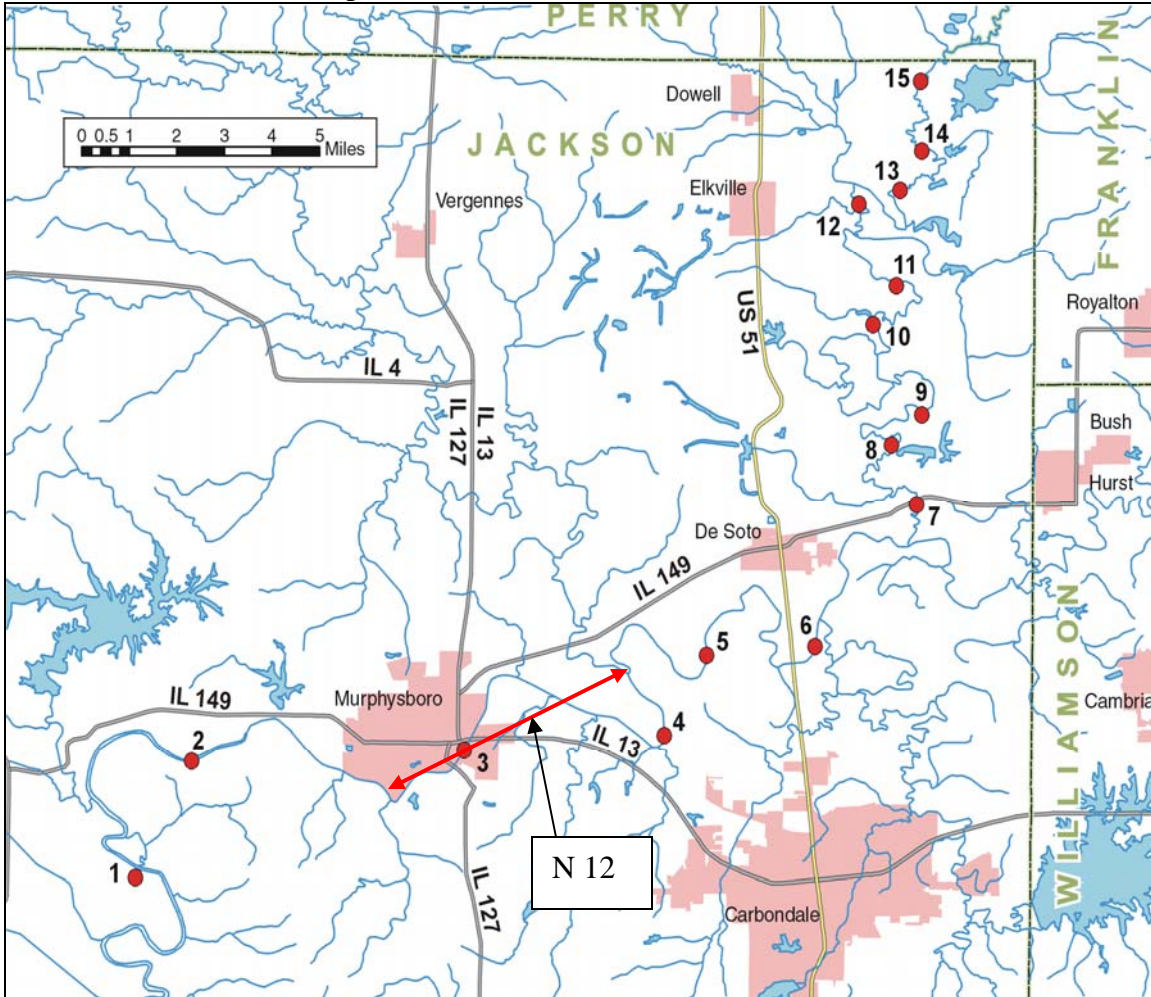 PERRY
FRANKLIN
15
Dowell
0 0.5 1 2 3 4 5
Miles
JACKSON
14
13
Elkville
Vergennes
12
11
US 51
Royalton
10
IL 4
IL 127
IL 13
9
Bush
8
Hurst
7
De Soto
IL 149
WILLIAMSON
6
5
Murphysboro
Cambria
IL 149
4
2
IL 13
3
N 12
1
IL 127
Carbondale